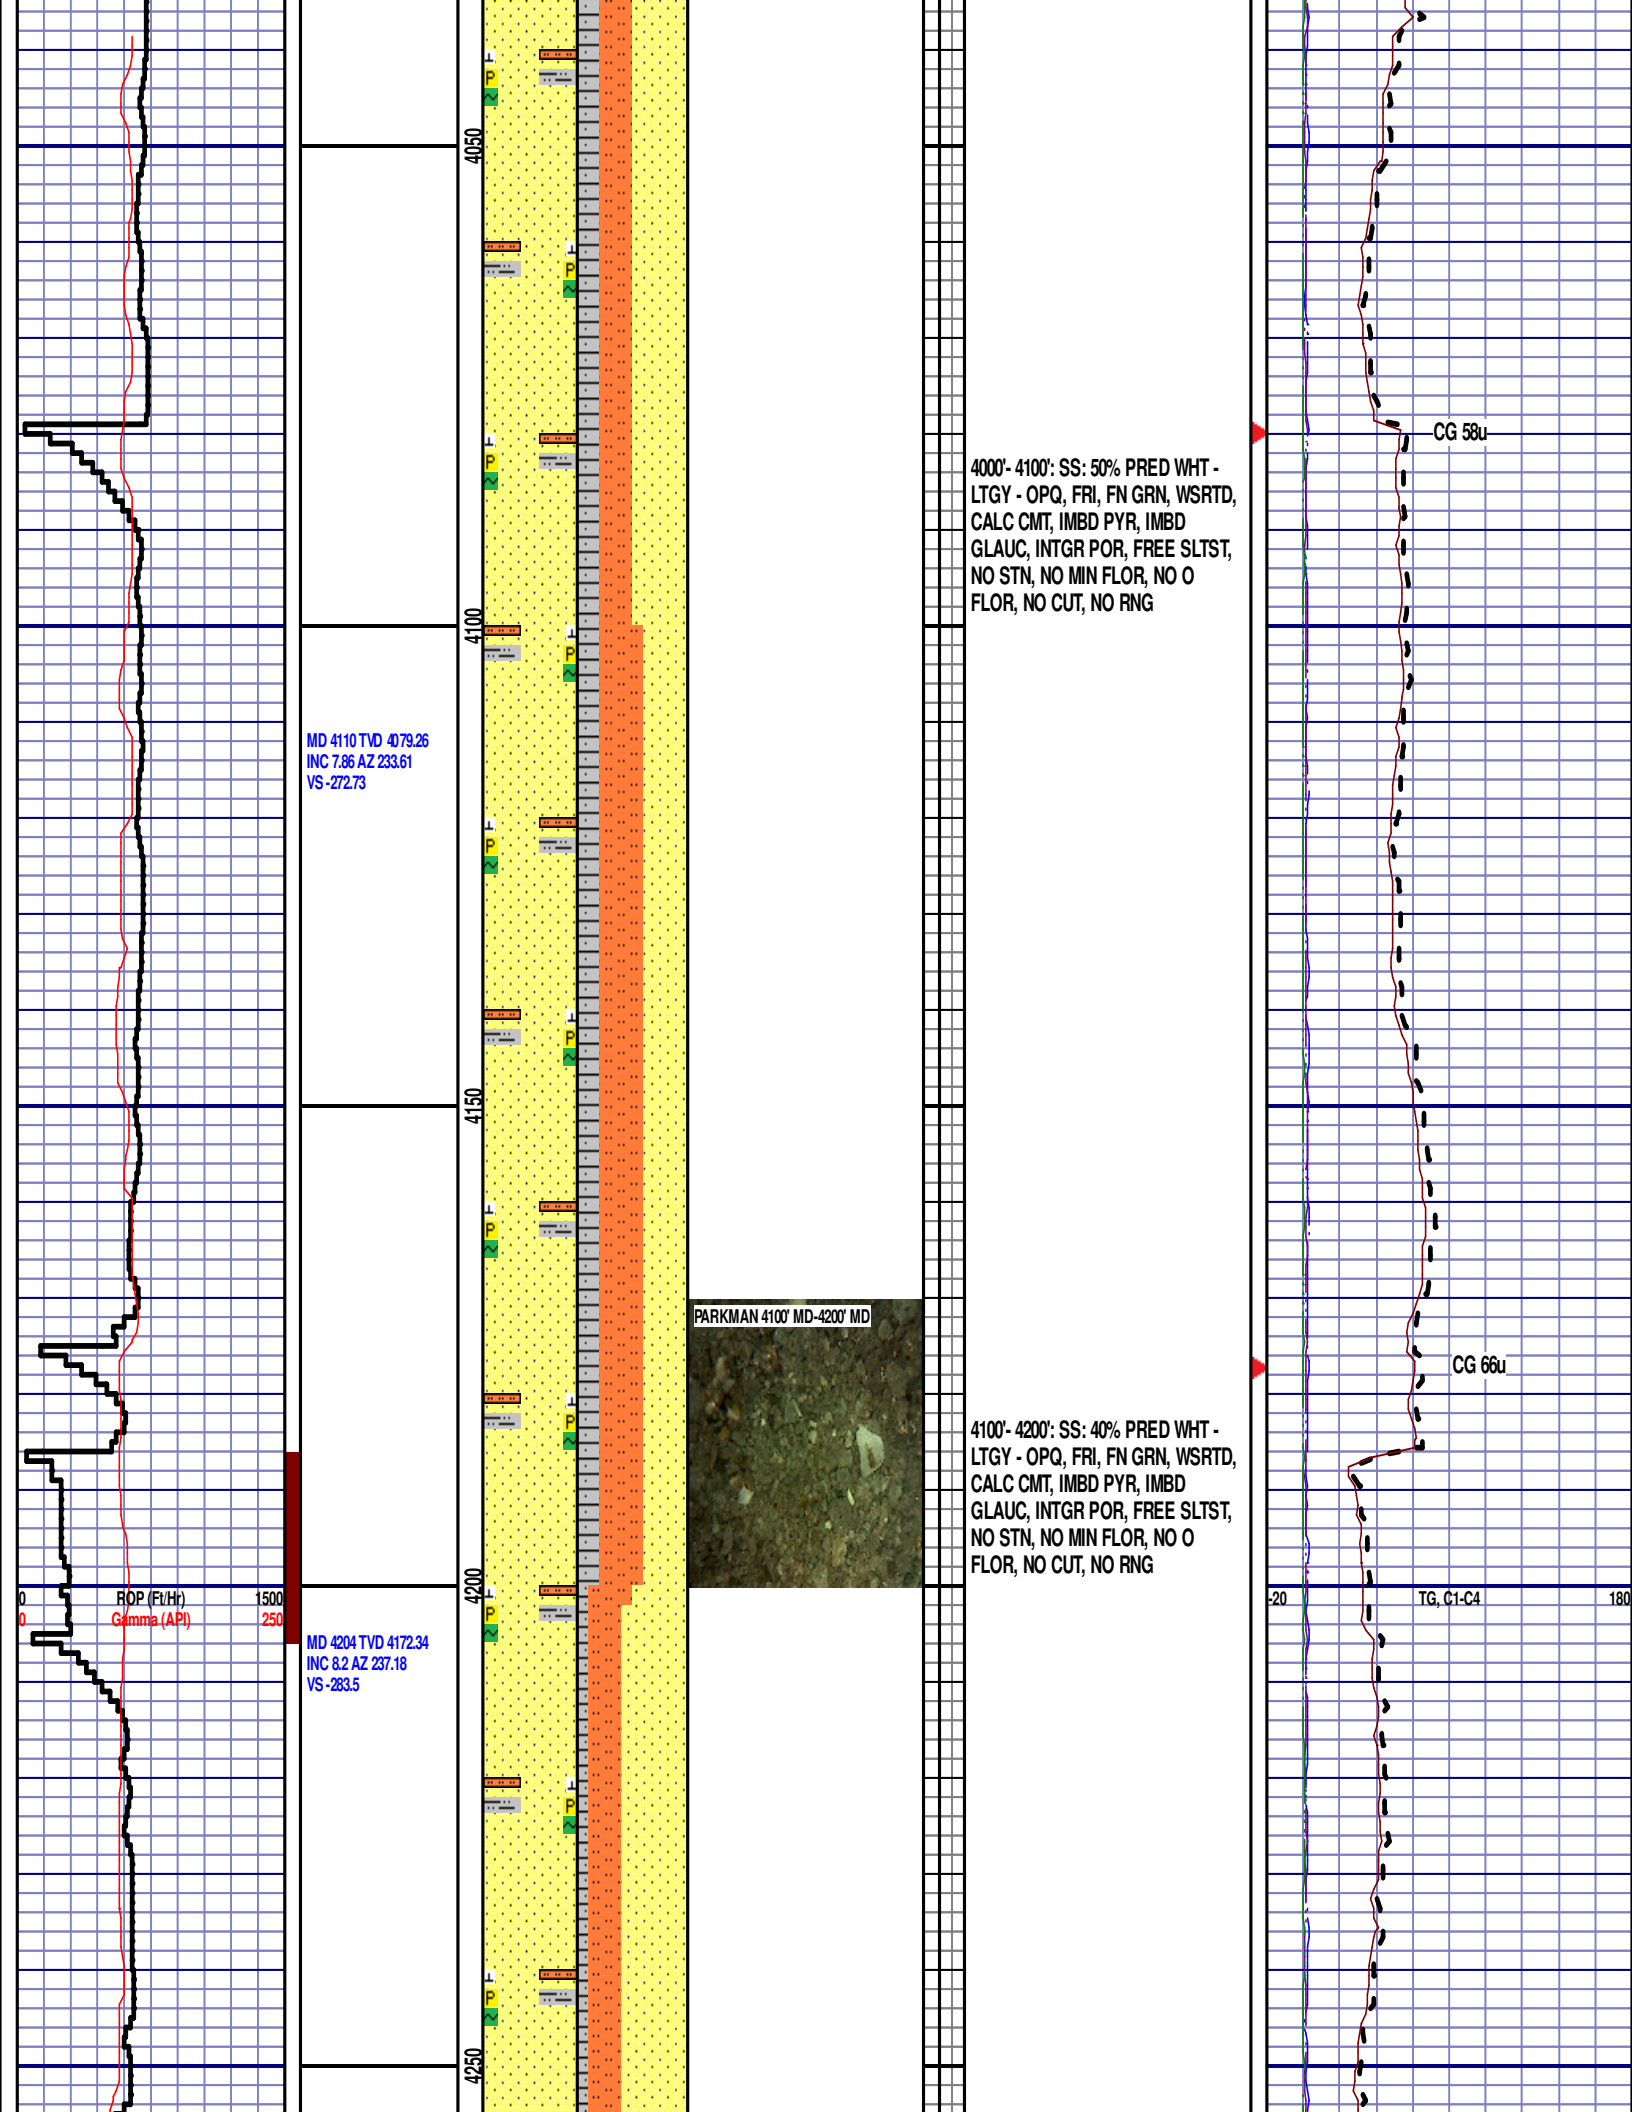 4050
CG 58u
4000'- 4100': SS: 50% PRED WHT -
LTGY - OPQ, FRI, FN GRN, WSRTD,
CALC CMT, IMBD PYR, IMBD
GLAUC, INTGR POR, FREE SLTST,
NO STN, NO MIN FLOR, NO O
FLOR, NO CUT, NO RNG
4100
MD 4110 TVD 4079.26
INC 7.86 AZ 233.61
VS -272.73
4150
PARKMAN 4100' MD-4200' MD
CG 66u
4100'- 4200': SS: 40% PRED WHT -
LTGY - OPQ, FRI, FN GRN, WSRTD,
CALC CMT, IMBD PYR, IMBD
GLAUC, INTGR POR, FREE SLTST,
NO STN, NO MIN FLOR, NO O
FLOR, NO CUT, NO RNG
4200
0 ROP (Ft/Hr) 1500
0 Gamma (API) 250
-20 TG, C1-C4 180
MD 4204 TVD 4172.34
INC 8.2 AZ 237.18
VS -283.5
4250
P
P
P
P
P
P
P
P
P
P
P